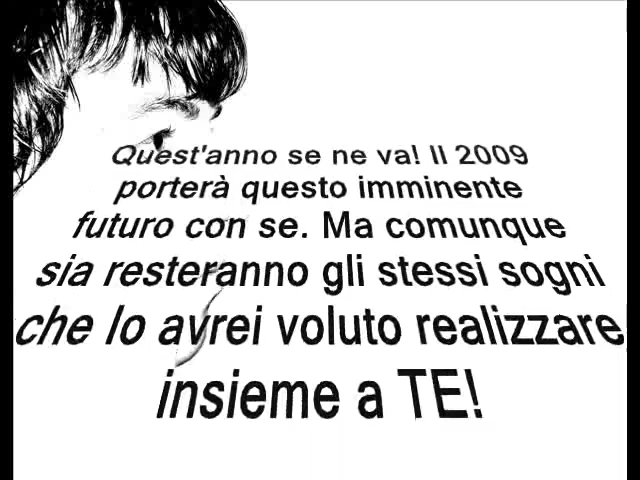 Quest'anno se ne va! Il 2009
porterà questo imminente
futuro con se. Ma comunque
sia resteranno gli stessi sogni
che Io avrei voluto realizzare
insieme a TE!